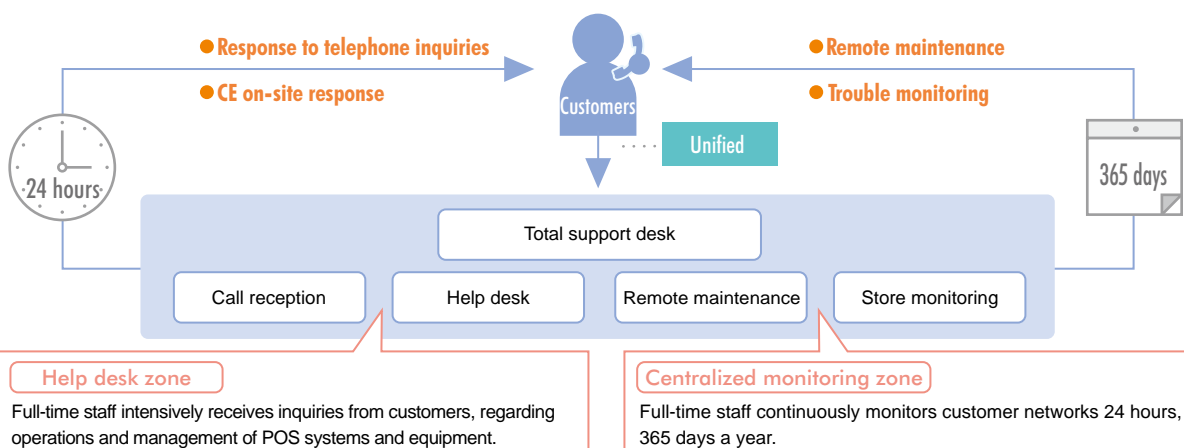 Response to telephone inquiries
CE on-site response
Customers
Remote maintenance
Trouble monitoring
Unified
24 hours
365 days
Total support desk
Call reception
Help desk
Remote maintenance
Store monitoring
Help desk zone
Full-time staff intensively receives inquiries from customers, regarding
operations and management of POS systems and equipment.
Centralized monitoring zone
Full-time staff continuously monitors customer networks 24 hours,
365 days a year.